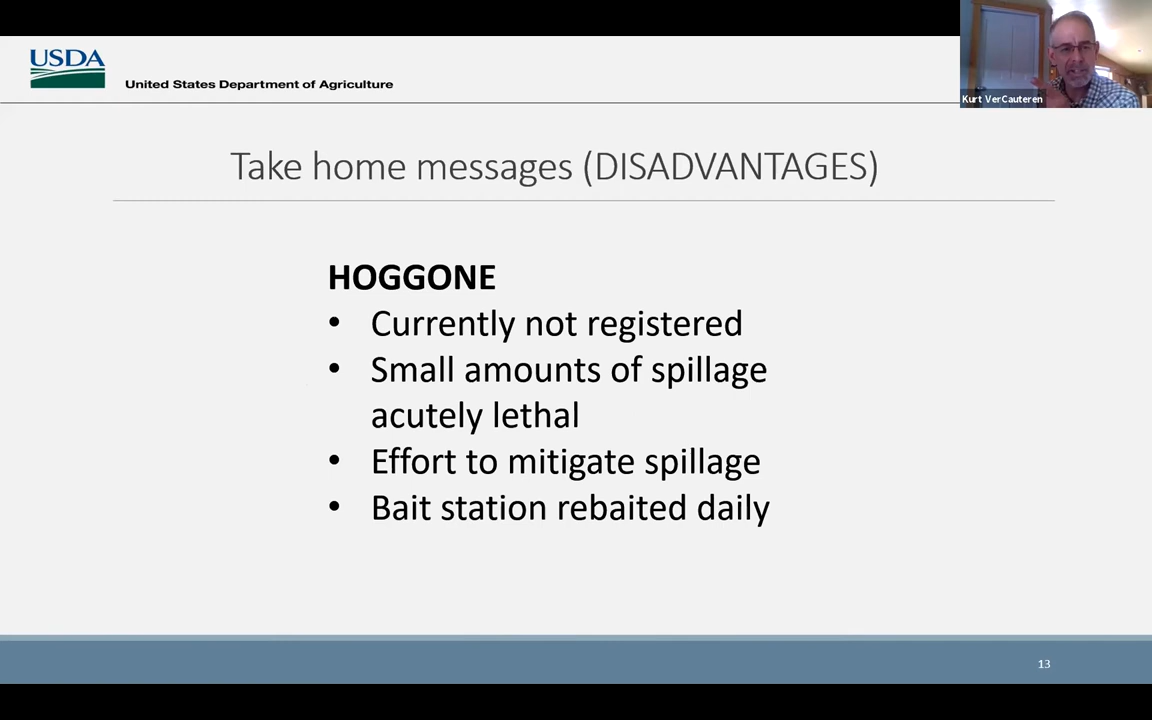 USDA
United States Department of Agriculture
Kurt VerCauteren
Take home messages (DISADVANTAGES)
HOGGONE
• Currently not registered
• Small amounts of spillage
acutely lethal
• Effort to mitigate spillage
• Bait station rebaited daily
13